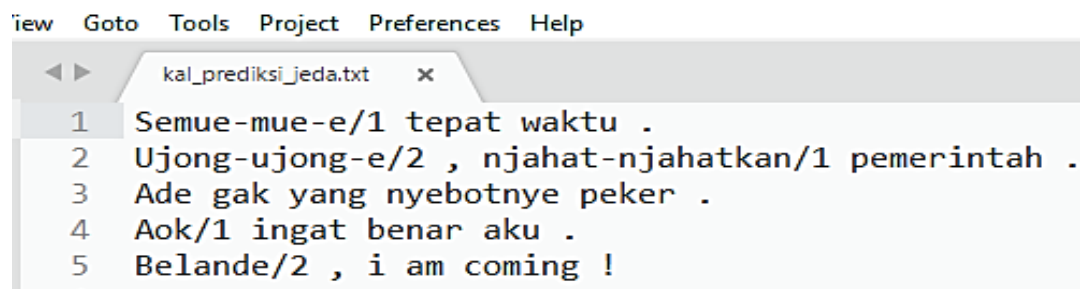 iew Goto Tools Project Preferences Help
kal_prediksi_jeda.txt ×
1 Semue-mue-e/1 tepat waktu .
2 Ujong-ujong-e/2 , njahat-njahatkan/1 pemerintah .
3 Ade gak yang nyebotnye peker .
4 Aok/1 ingat benar aku .
5 Belande/2 , i am coming !